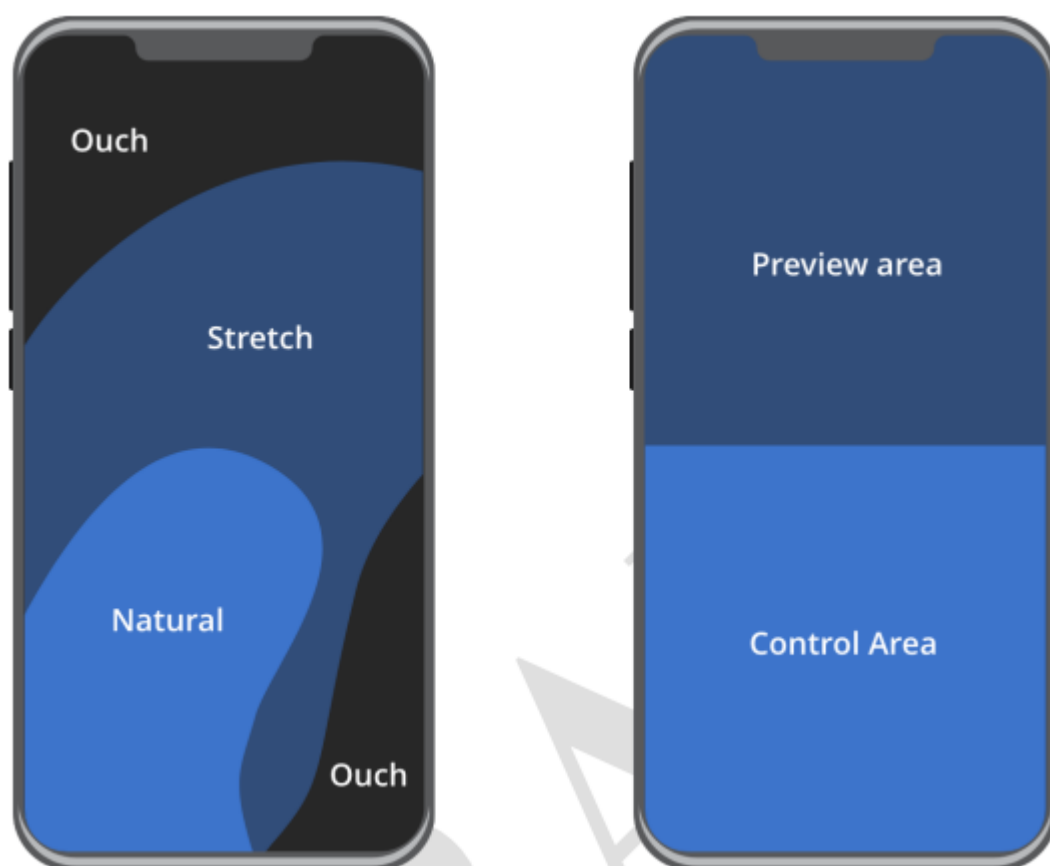 Ouch
Stretch
Natural
Ouch
Preview area
Control Area